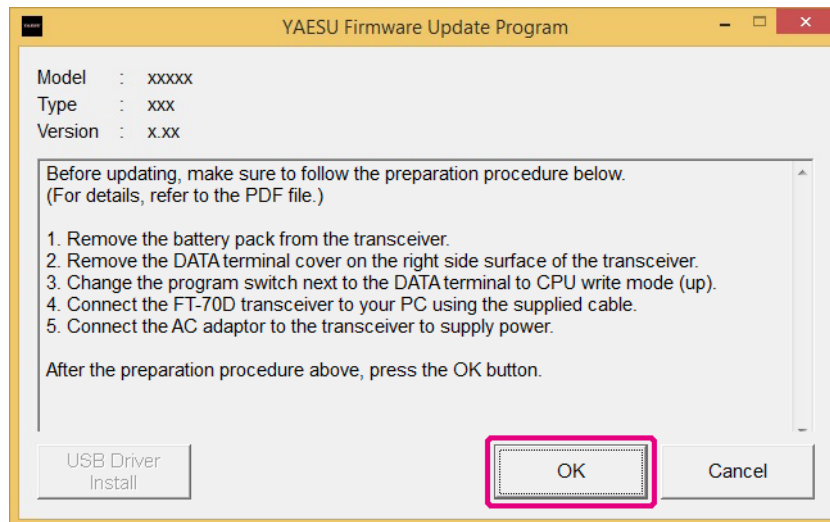 YAESU Firmware Update Program
Model : xxxxx
Type : xxx
Version : x.xx
Before updating, make sure to follow the preparation procedure below.
(For details, refer to the PDF file.)
1. Remove the battery pack from the transceiver.
2. Remove the DATA terminal cover on the right side surface of the transceiver.
3. Change the program switch next to the DATA terminal to CPU write mode (up).
4. Connect the FT-70D transceiver to your PC using the supplied cable.
5. Connect the AC adaptor to the transceiver to supply power.
After the preparation procedure above, press the OK button.
USB Driver
Install
OK
Cancel